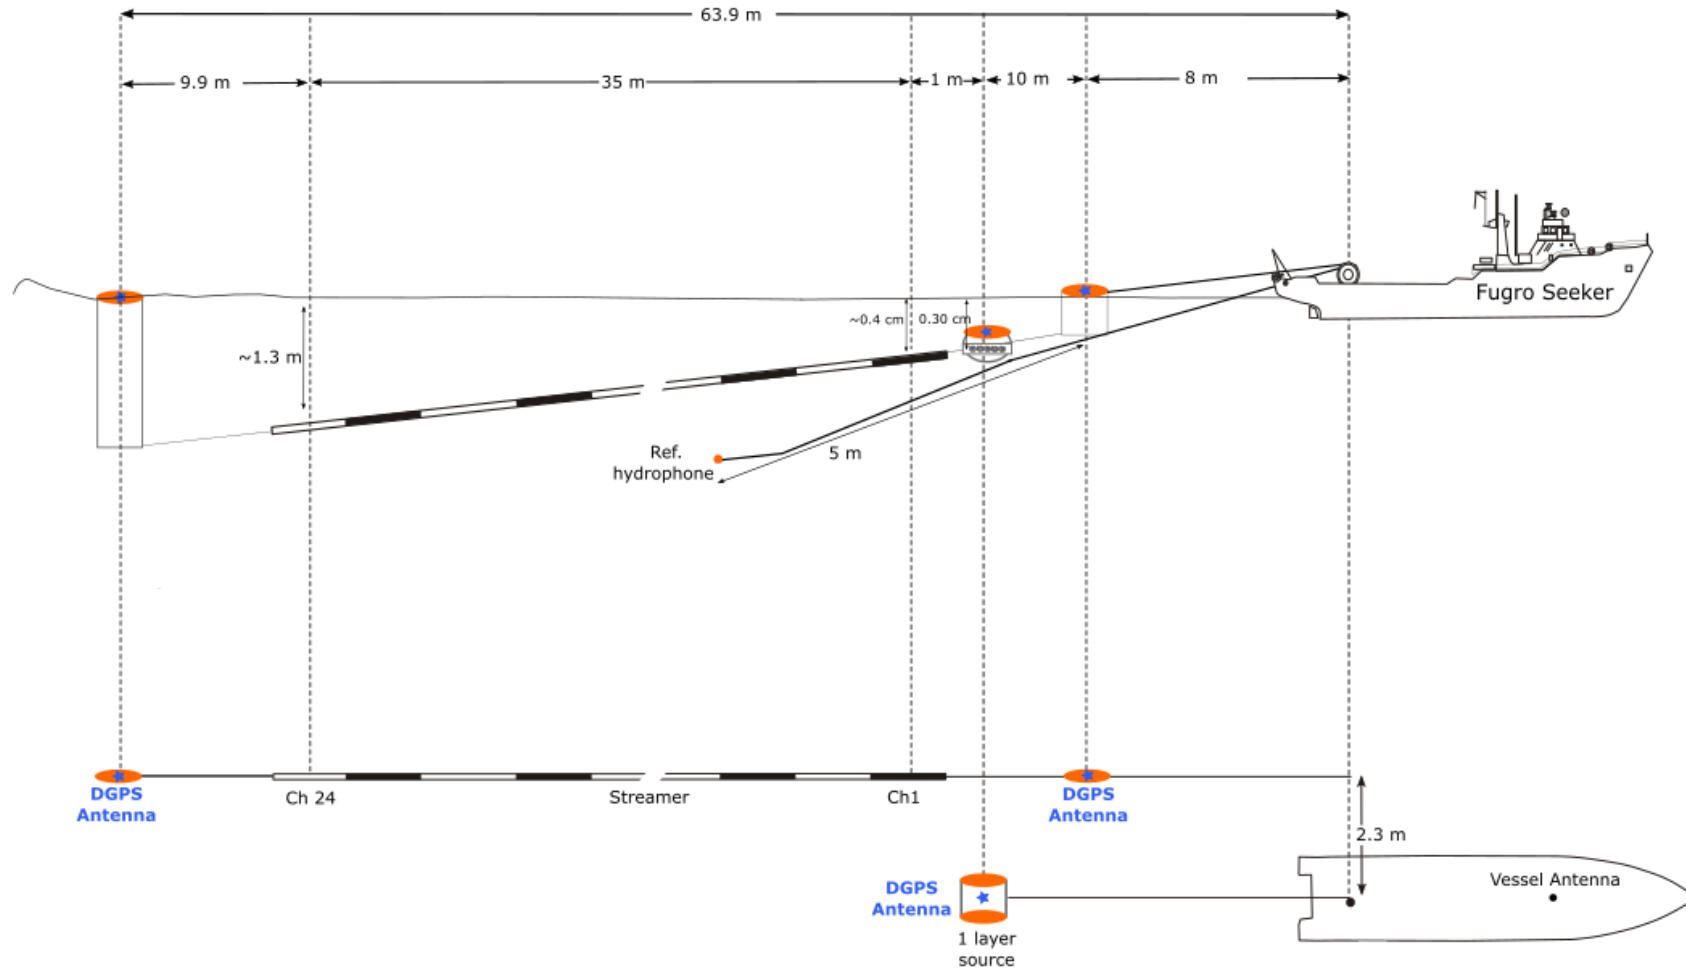 63.9 m
9.9 m
35 m
1 m
10 m
8 m
Fugro Seeker
~0.4 cm
0.30 cm
~1.3 m
Ref.
hydrophone
5 m
DGPS
Antenna
Ch 24
Streamer
Ch1
DGPS
Antenna
2.3 m
DGPS
Antenna
Vessel Antenna
1 layer
source